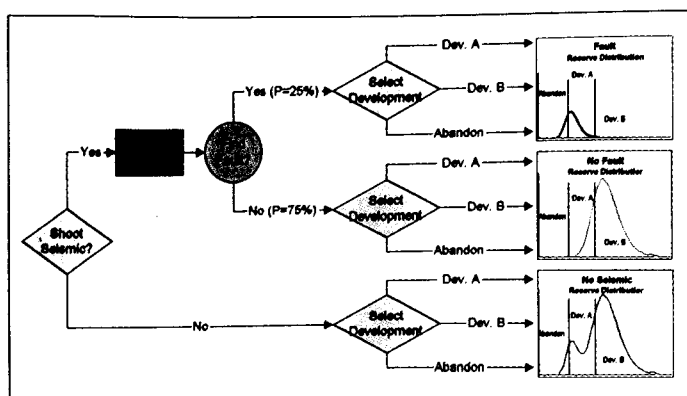 Shoot
Seismic?
Yes
No
Yes (P=25%)
No (P=75%)
Select
Development
Dev. A
Dev. B
Abandon
Select
Development
Dev. A
Dev. B
Abandon
Select
Development
Dev. A
Dev. B
Abandon
Fault
Reserve Distribution
Abandon
Dev. A
Dev. B
No Fault
Reserve Distribution
Abandon
Dev. A
Dev. B
No Seismic
Reserve Distribution
Abandon
Dev. A
Dev. B